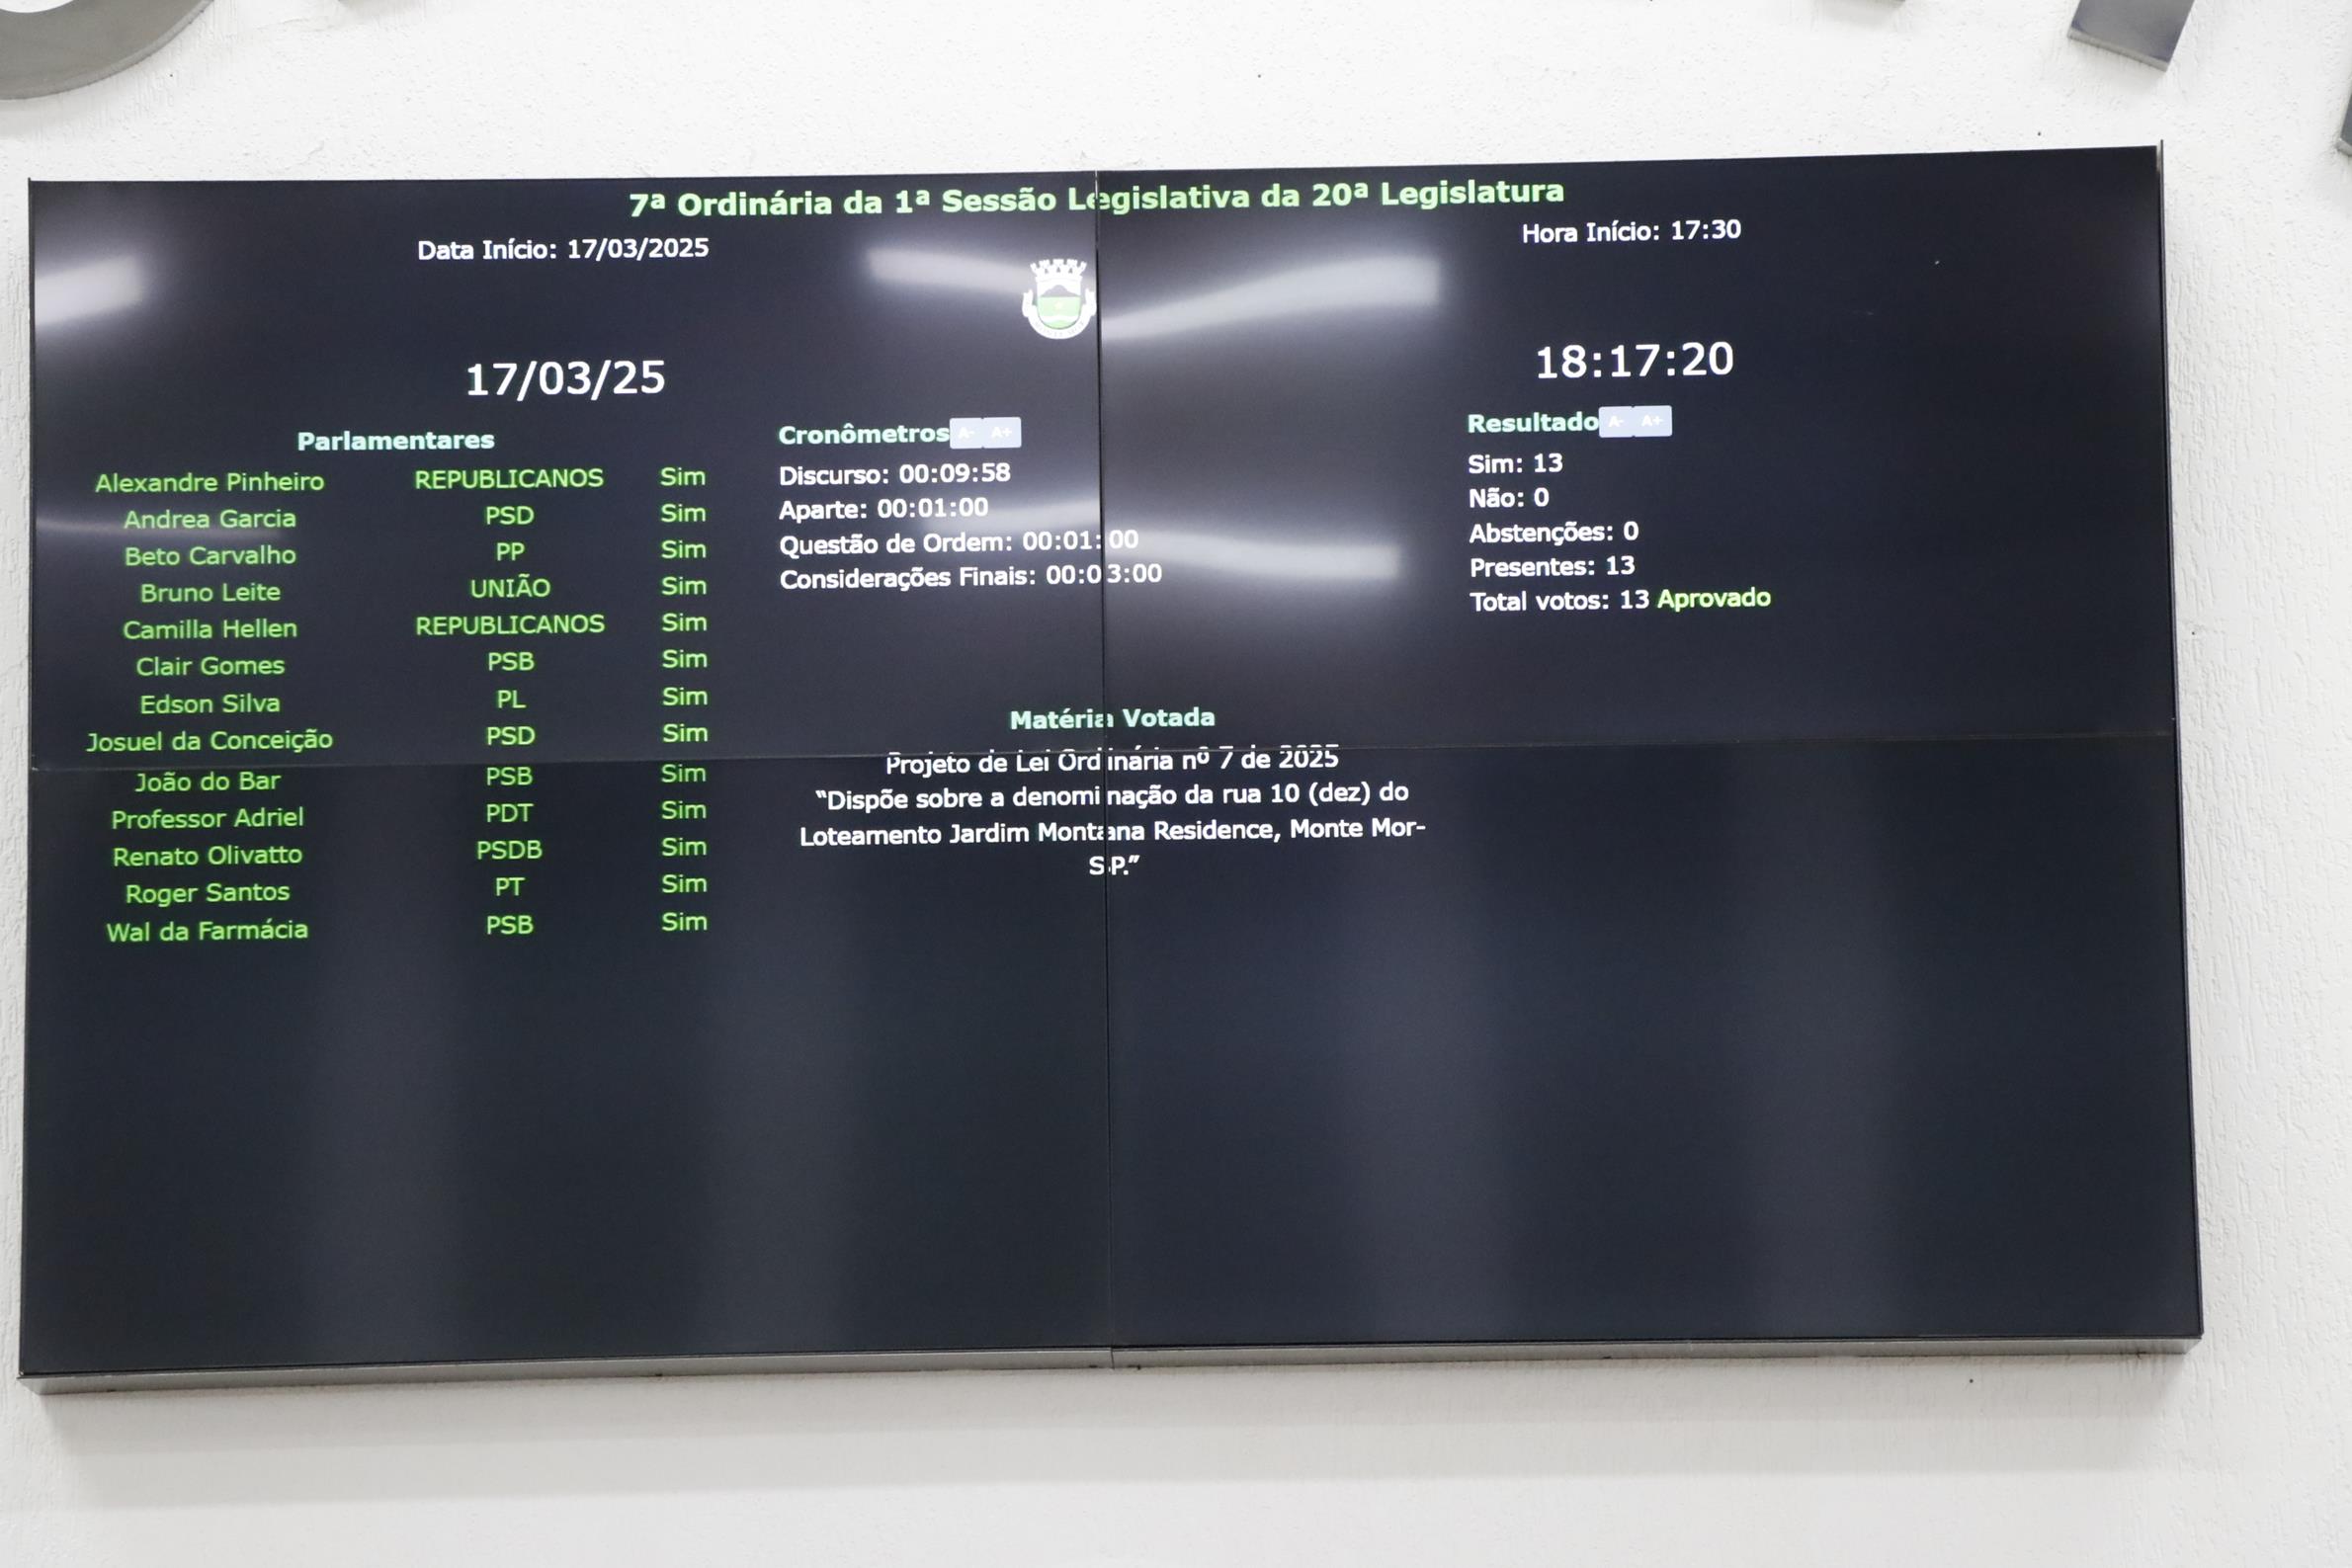 7ª Ordinária da 1ª Sessão Legislativa da 20ª Legislatura
Data Início: 17/03/2025
Hora Início: 17:30
17/03/25
18:17:20
Parlamentares
Alexandre Pinheiro REPUBLICANOS Sim
Andrea Garcia PSD Sim
Beto Carvalho PP Sim
Bruno Leite UNIÃO Sim
Camilla Hellen REPUBLICANOS Sim
Clair Gomes PSB Sim
Edson Silva PL Sim
Josuel da Conceição PSD Sim
João do Bar PSB Sim
Professor Adriel PDT Sim
Renato Olivatto PSDB Sim
Roger Santos PT Sim
Wal da Farmácia PSB Sim
Cronômetros A- A+
Discurso: 00:09:58
Aparte: 00:01:00
Questão de Ordem: 00:01:00
Considerações Finais: 00:03:00
Resultado A- A+
Sim: 13
Não: 0
Abstenções: 0
Presentes: 13
Total votos: 13 Aprovado
Matéria Votada
Projeto de Lei Ordinária nº 7 de 2025
"Dispõe sobre a denominação da rua 10 (dez) do
Loteamento Jardim Montana Residence, Monte Mor-
S.P."